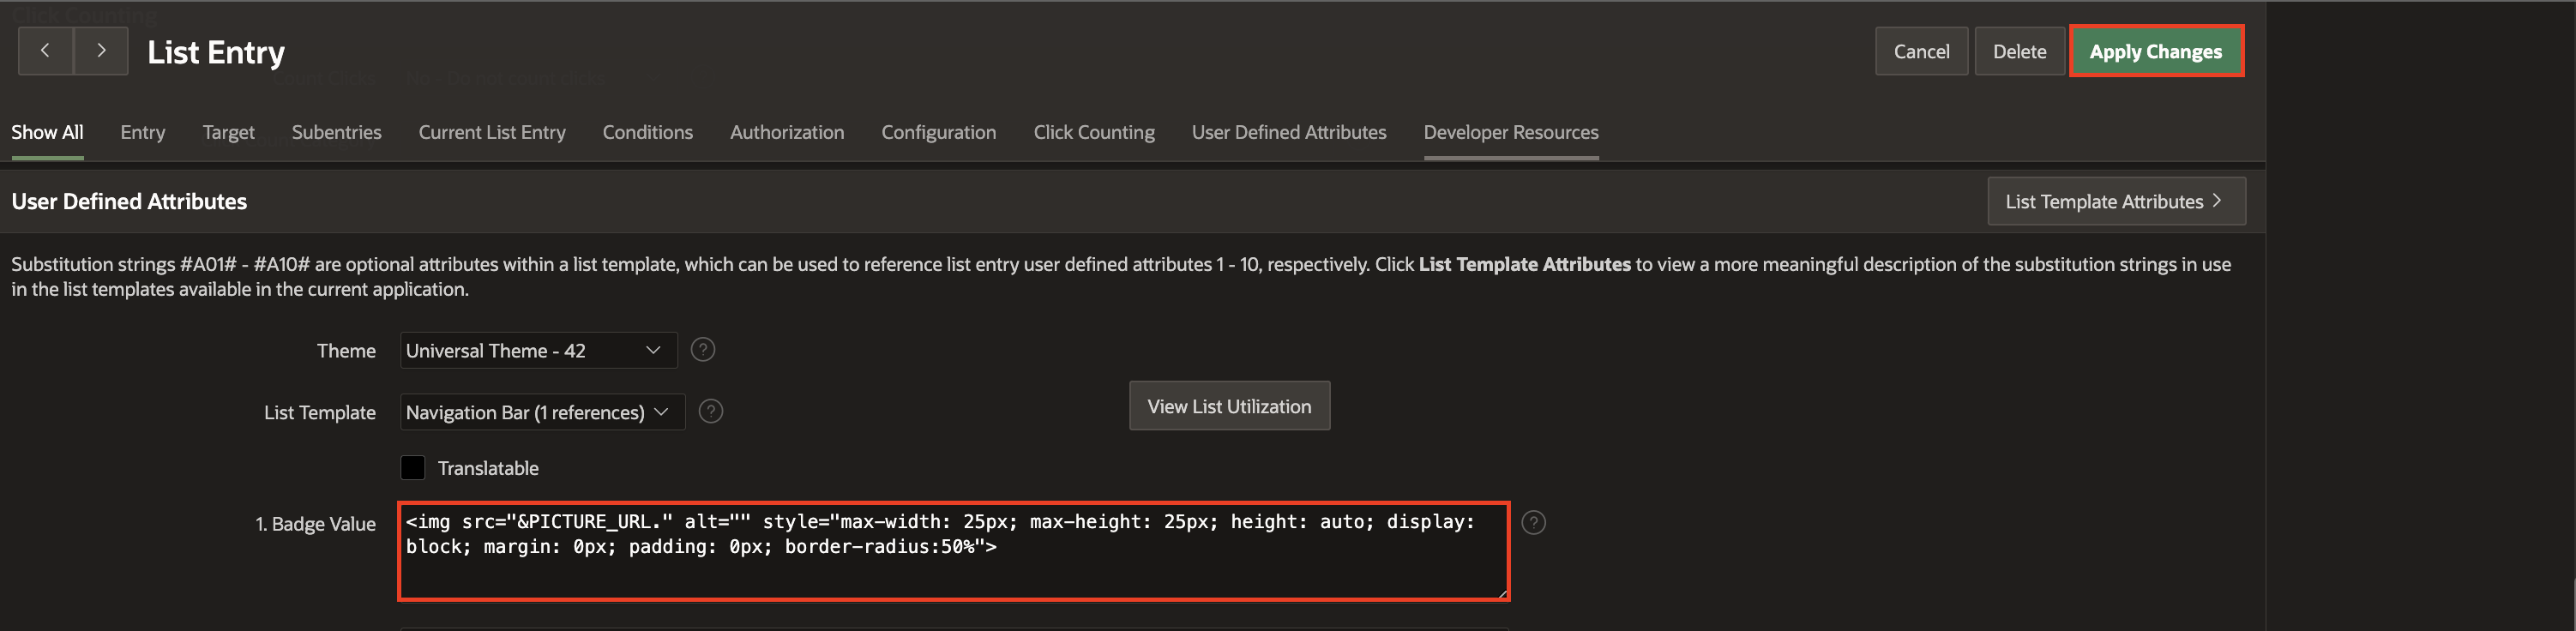 Click Counting
List Entry
Cancel
Delete
Apply Changes
Show All
Entry
Target
Subentries
Current List Entry
Conditions
Authorization
Configuration
Click Counting
User Defined Attributes
Developer Resources
User Defined Attributes
List Template Attributes >
Substitution strings #A01# - #A10# are optional attributes within a list template, which can be used to reference list entry user defined attributes 1 - 10, respectively. Click List Template Attributes to view a more meaningful description of the substitution strings in use
in the list templates available in the current application.
Theme
Universal Theme - 42
?
List Template
Navigation Bar (1 references)
?
View List Utilization
Translatable
1. Badge Value
<img src="&PICTURE_URL." alt="" style="max-width: 25px; max-height: 25px; height: auto; display:
block; margin: 0px; padding: 0px; border-radius:50%">
?